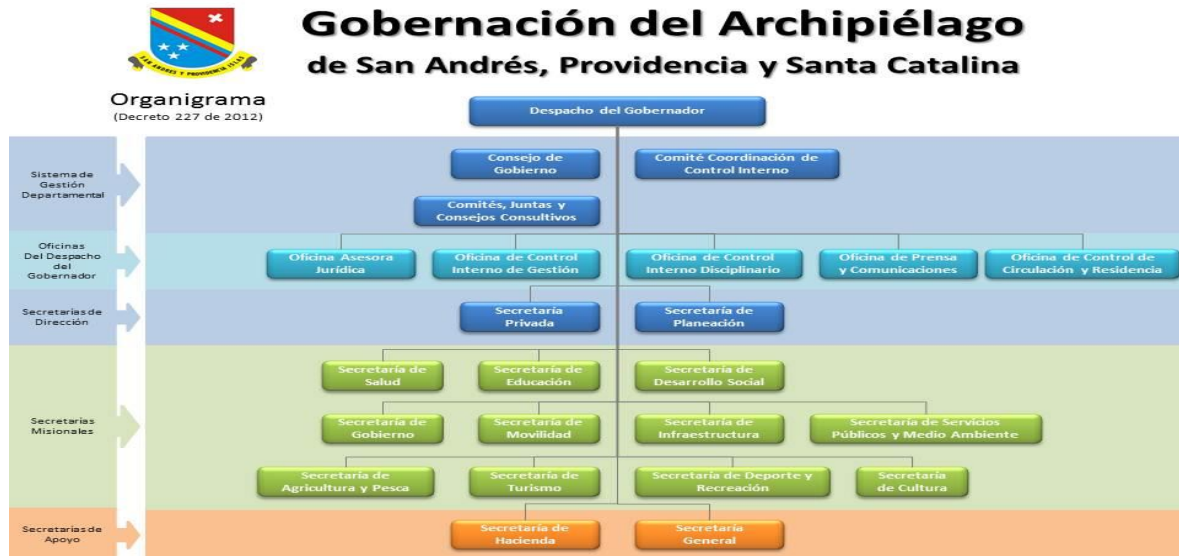 Gobernación del Archipiélago
de San Andrés, Providencia y Santa Catalina
SAN ANDRES Y PROVIDENCIA ISLAS
Organigrama
(Decreto 227 de 2012)
Despacho del Gobernador
Sistema de
Gestión
Departamental
Consejo de
Gobierno
Comité Coordinación de
Control Interno
Comités, Juntas y
Consejos Consultivos
Oficinas
Del Despacho
del
Gobernador
Oficina Asesora
Jurídica
Oficina de Control
Interno de Gestión
Oficina de Control
Interno Disciplinario
Oficina de Prensa
y Comunicaciones
Oficina de Control de
Circulación y Residencia
Secretarías de
Dirección
Secretaría
Privada
Secretaría de
Planeación
Secretarías
Misionales
Secretaría de
Salud
Secretaría de
Educación
Secretaría de
Desarrollo Social
Secretaría de
Gobierno
Secretaría de
Movilidad
Secretaría de
Infraestructura
Secretaría de Servicios
Públicos y Medio Ambiente
Secretaría de
Agricultura y Pesca
Secretaría de
Turismo
Secretaría de Deporte y
Recreación
Secretaría
de Cultura
Secretarías de
Apoyo
Secretaría de
Hacienda
Secretaría
General